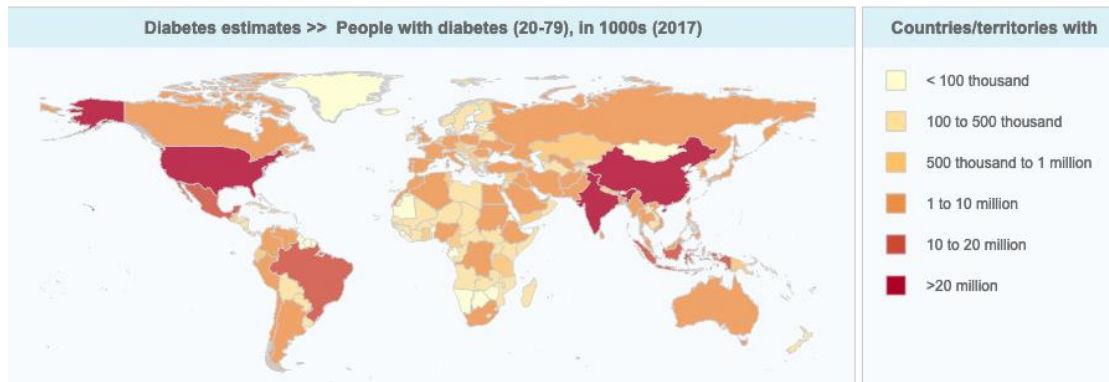 Diabetes estimates >> People with diabetes (20-79), in 1000s (2017)
Countries/territories with
< 100 thousand
100 to 500 thousand
500 thousand to 1 million
1 to 10 million
10 to 20 million
>20 million